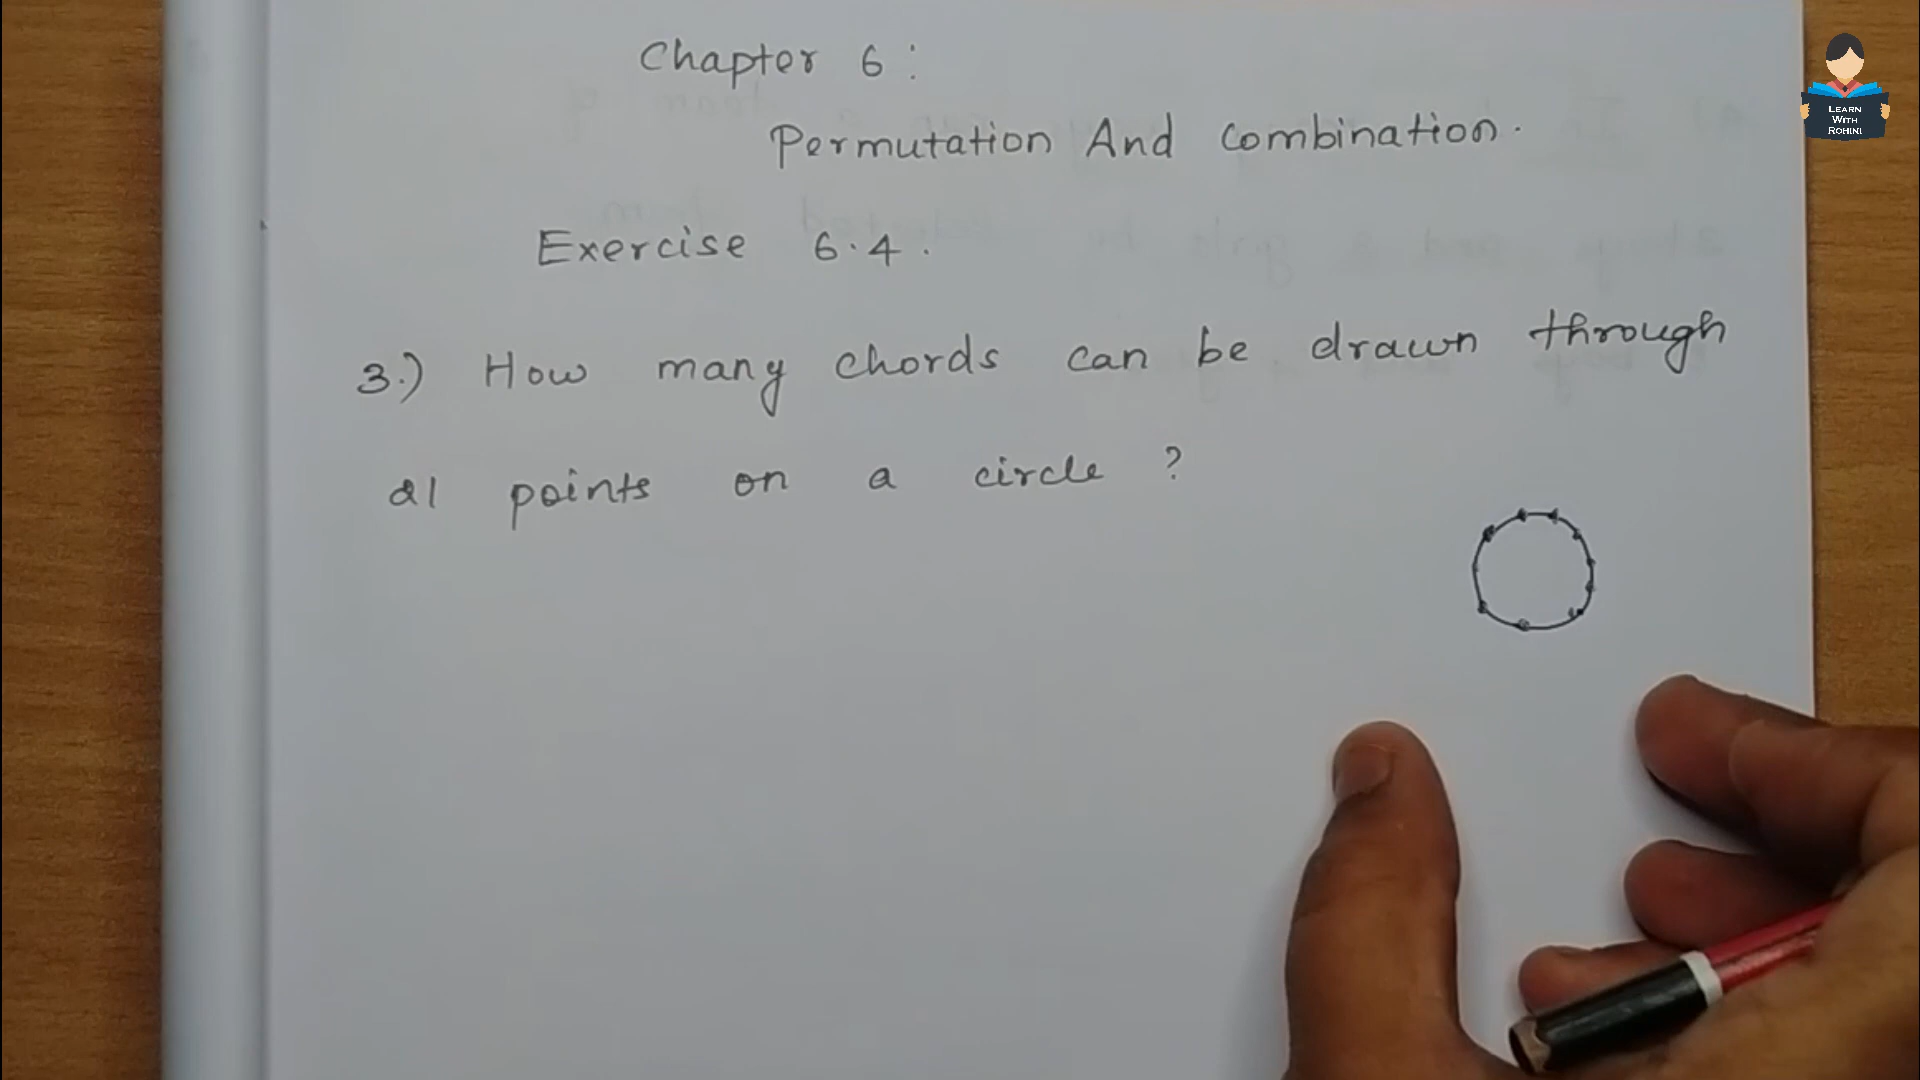 Chapter 6 :
Permutation And Combination.
Exercise 6.4.
3.) How many chords can be drawn through
21 points on a circle ?
LEARN
WITH
ROHINI